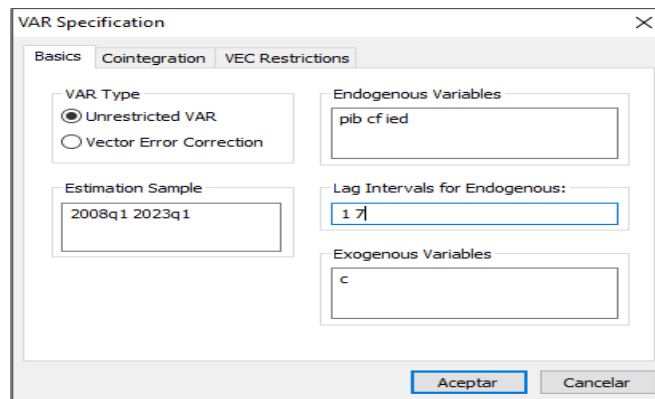 VAR Specification
Basics
Cointegration
VEC Restrictions
VAR Type
Unrestricted VAR
Vector Error Correction
Estimation Sample
2008q1 2023q1
Endogenous Variables
pib cf ied
Lag Intervals for Endogenous:
1 7
Exogenous Variables
c
Aceptar
Cancelar